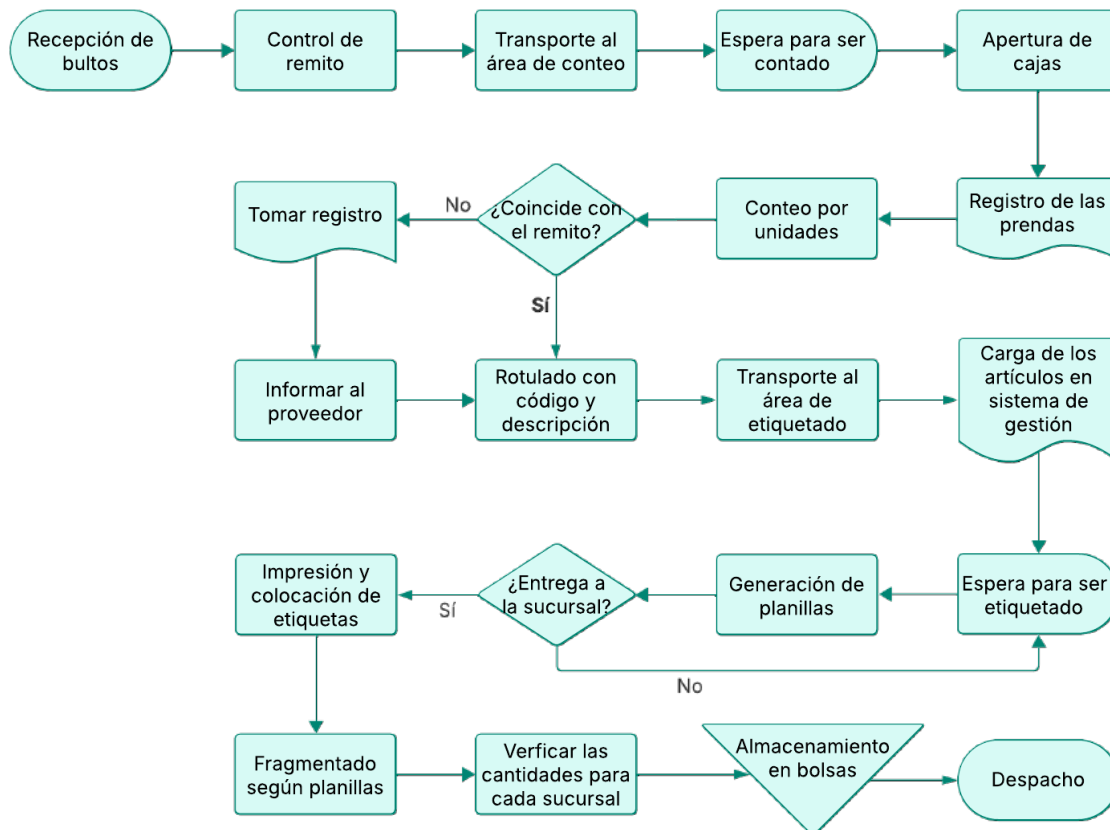 Recepción de
bultos
Control de
remito
Transporte al
área de conteo
Espera para ser
contado
Apertura de
cajas
Tomar registro
No
¿Coincide con
el remito?
Conteo por
unidades
Registro de las
prendas
Sí
Informar al
proveedor
Rotulado con
código y
descripción
Transporte al
área de
etiquetado
Carga de los
artículos en
sistema de
gestión
Impresión y
colocación de
etiquetas
Sí
¿Entrega a
la sucursal?
Generación de
planillas
Espera para ser
etiquetado
No
Fragmentado
según planillas
Verficar las
cantidades para
cada sucursal
Almacenamiento
en bolsas
Despacho